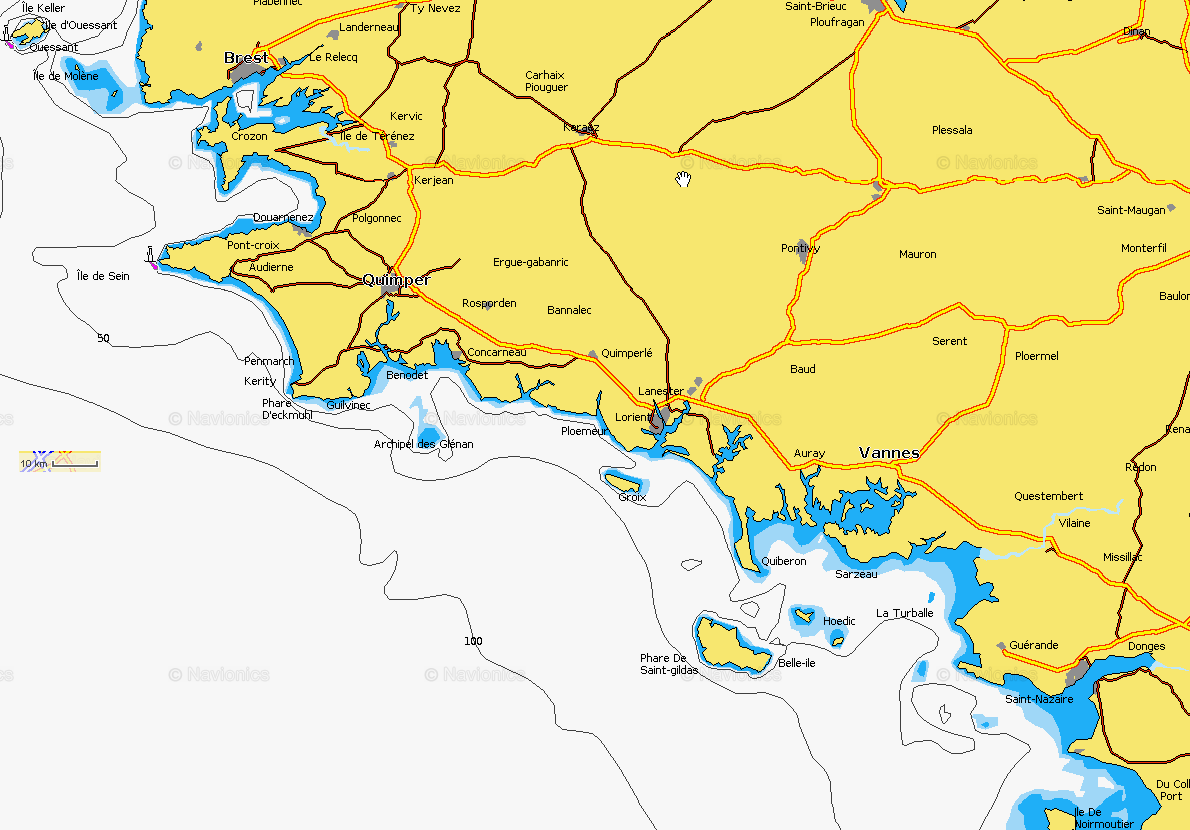 Île Keller
Plabennec
Ty Nevez
Saint-Brieuc
Ploufragan
Île d'Ouessant
Landerneau
Dinan
Ouessant
Brest
Le Relecq
Île de Molène
Carhaix
Plouguer
Kervic
Karaez
Plessala
Crozon
Île de Térénez
© Navionics
© Navionics
© Navionics
© Navionics
Kerjean
Saint-Maugan
Douarnenez
Polgonnec
Pont-croix
Pontivy
Monterfil
Mauron
Ergue-gabanric
Audierne
Île de Sein
Quimper
Baulon
Rosporden
Bannalec
50
Serent
Concarneau
Quimperlé
Ploermel
Penmarch
Baud
Benodet
Kerity
Lanester
Phare
D'eckmuhl
Guilvinec
Lorient
© Navionics
© Navionics
© Navionics
© Navionics
Ploemeur
Rena
Archipel des Glénan
Auray
Vannes
10 km
Redon
Groix
Questembert
Vilaine
Missillac
Quiberon
Sarzeau
La Turballe
Hoedic
100
Guérande
Donges
Phare De
Saint-gildas
Belle-ile
© Navionics
© Navionics
© Navionics
© Navionics
Saint-Nazaire
Du Coll
Port
Ile De
Noirmoutier